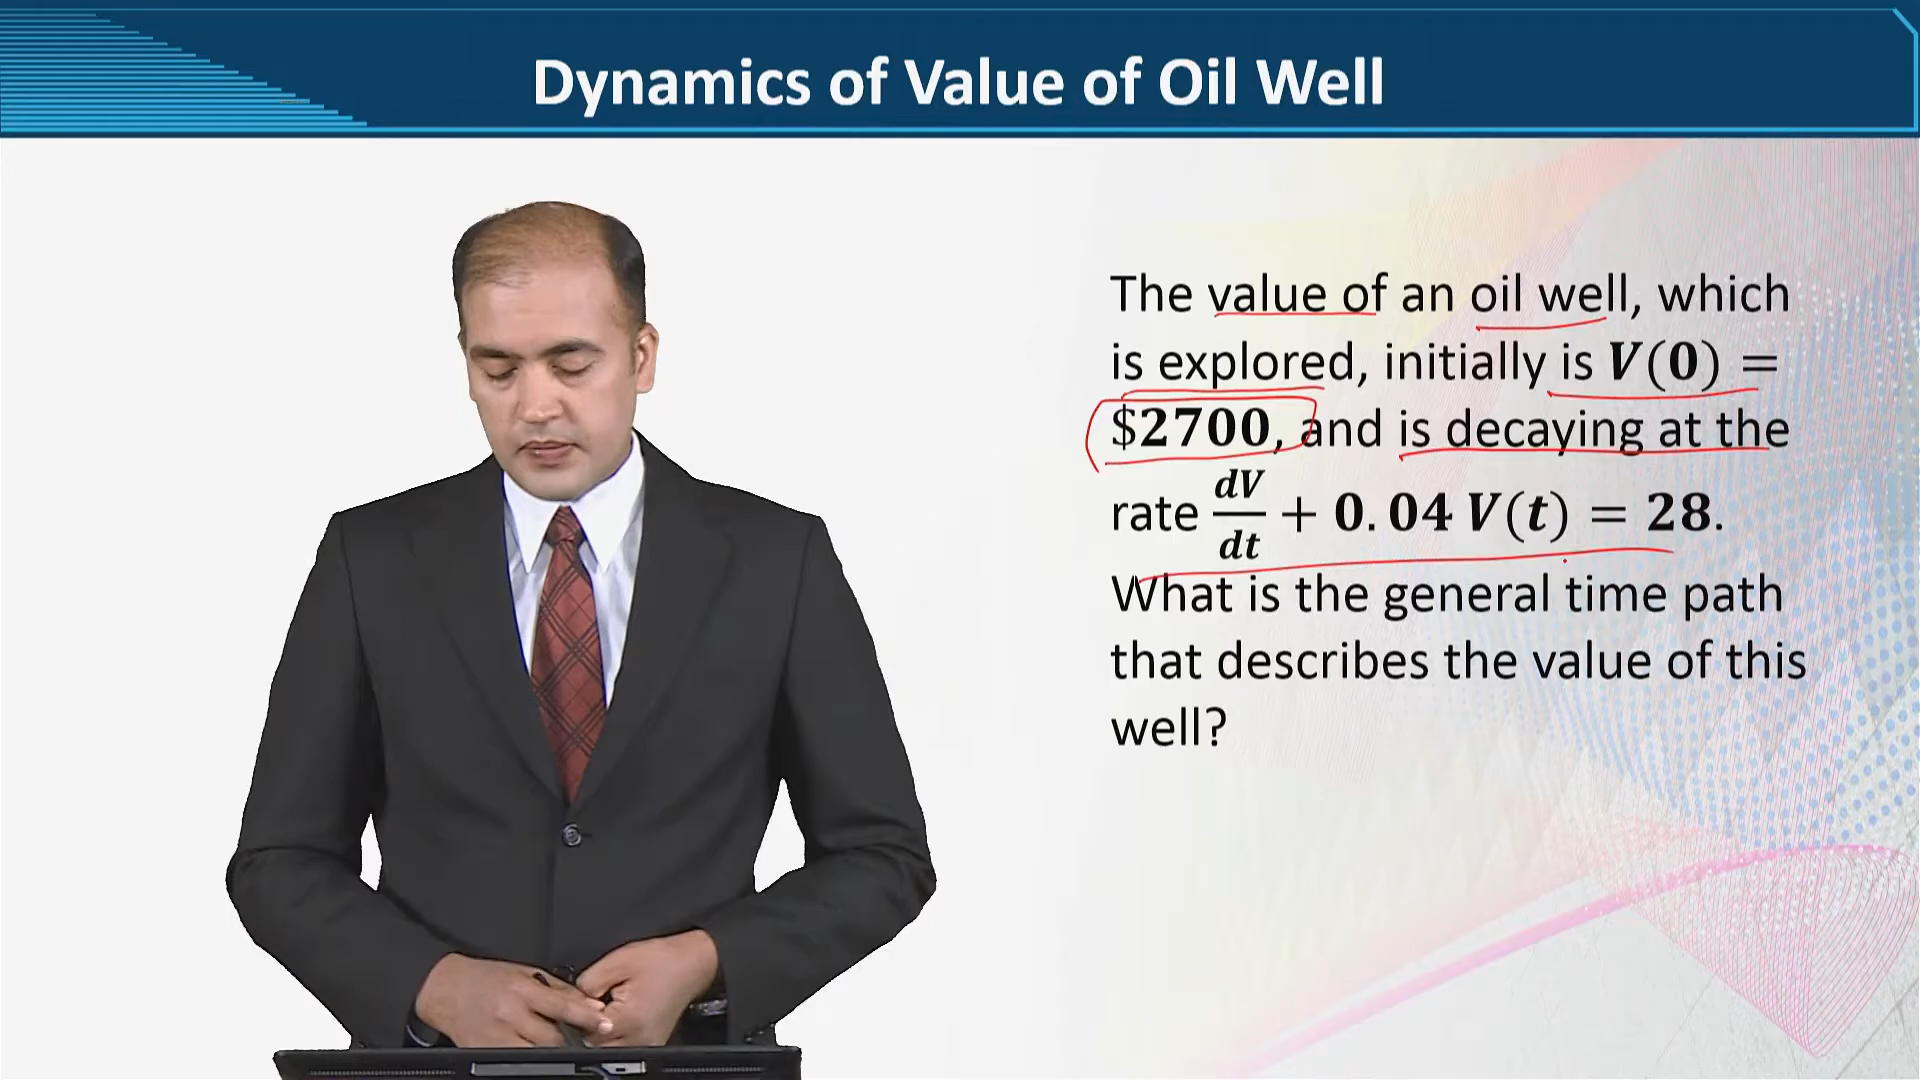 Dynamics of Value of Oil Well
The value of an oil well, which
is explored, initially is V(0) =
$2700, and is decaying at the
rate dV/dt + 0.04 V(t) = 28.
What is the general time path
that describes the value of this
well?